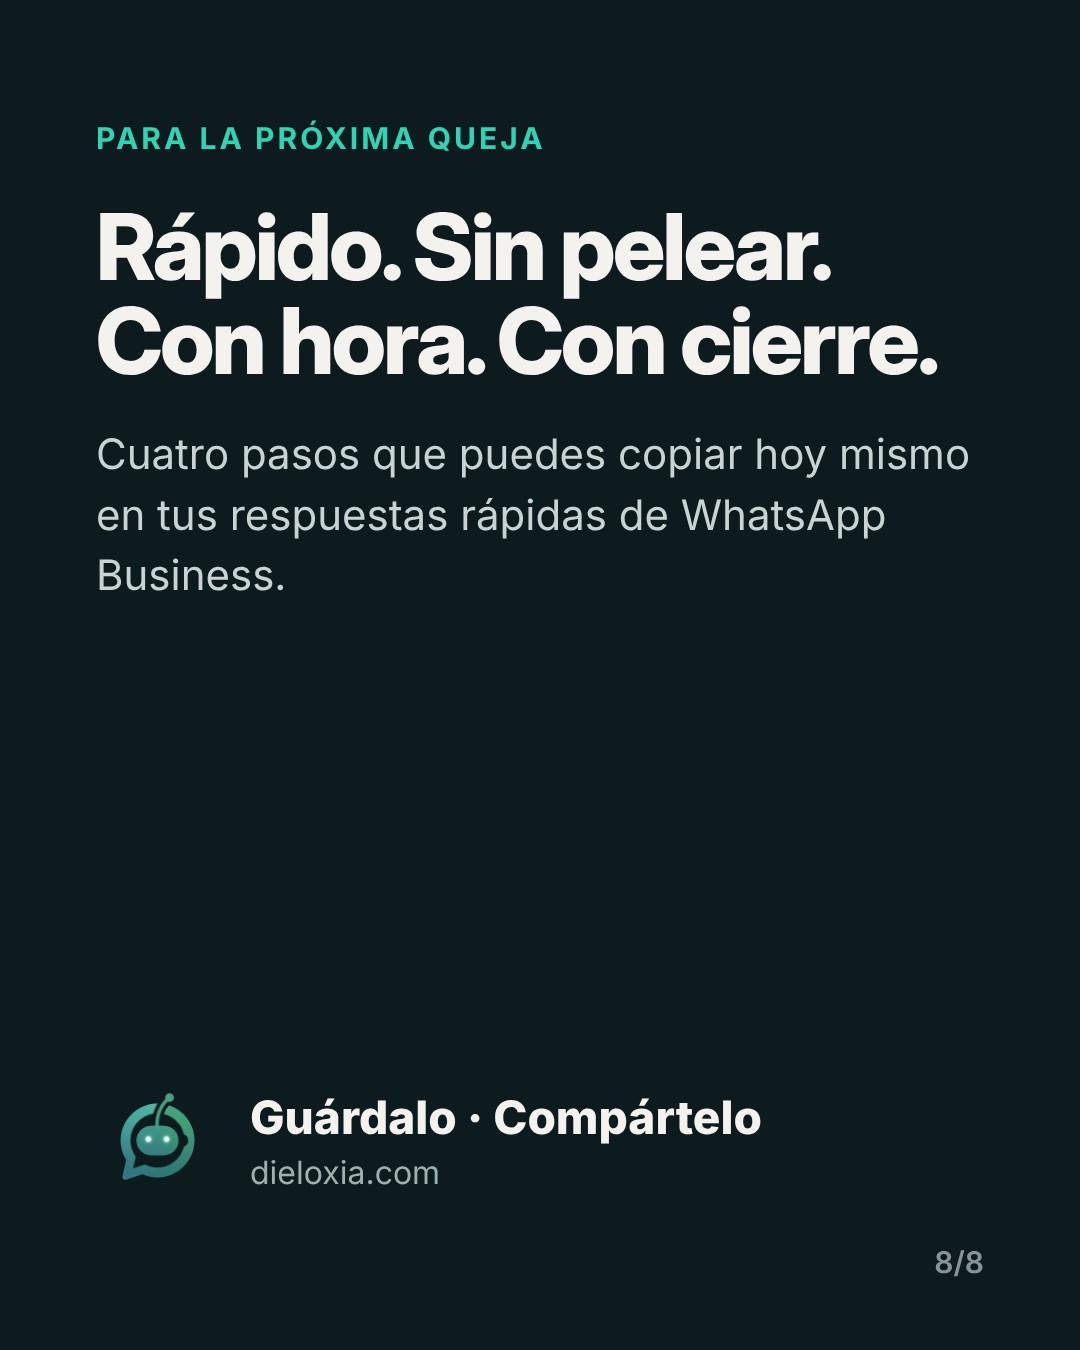 PARA LA PRÓXIMA QUEJA
Rápido. Sin pelear.
Con hora. Con cierre.
Cuatro pasos que puedes copiar hoy mismo
en tus respuestas rápidas de WhatsApp
Business.
Guárdalo · Compártelo
dieloxia.com
8/8